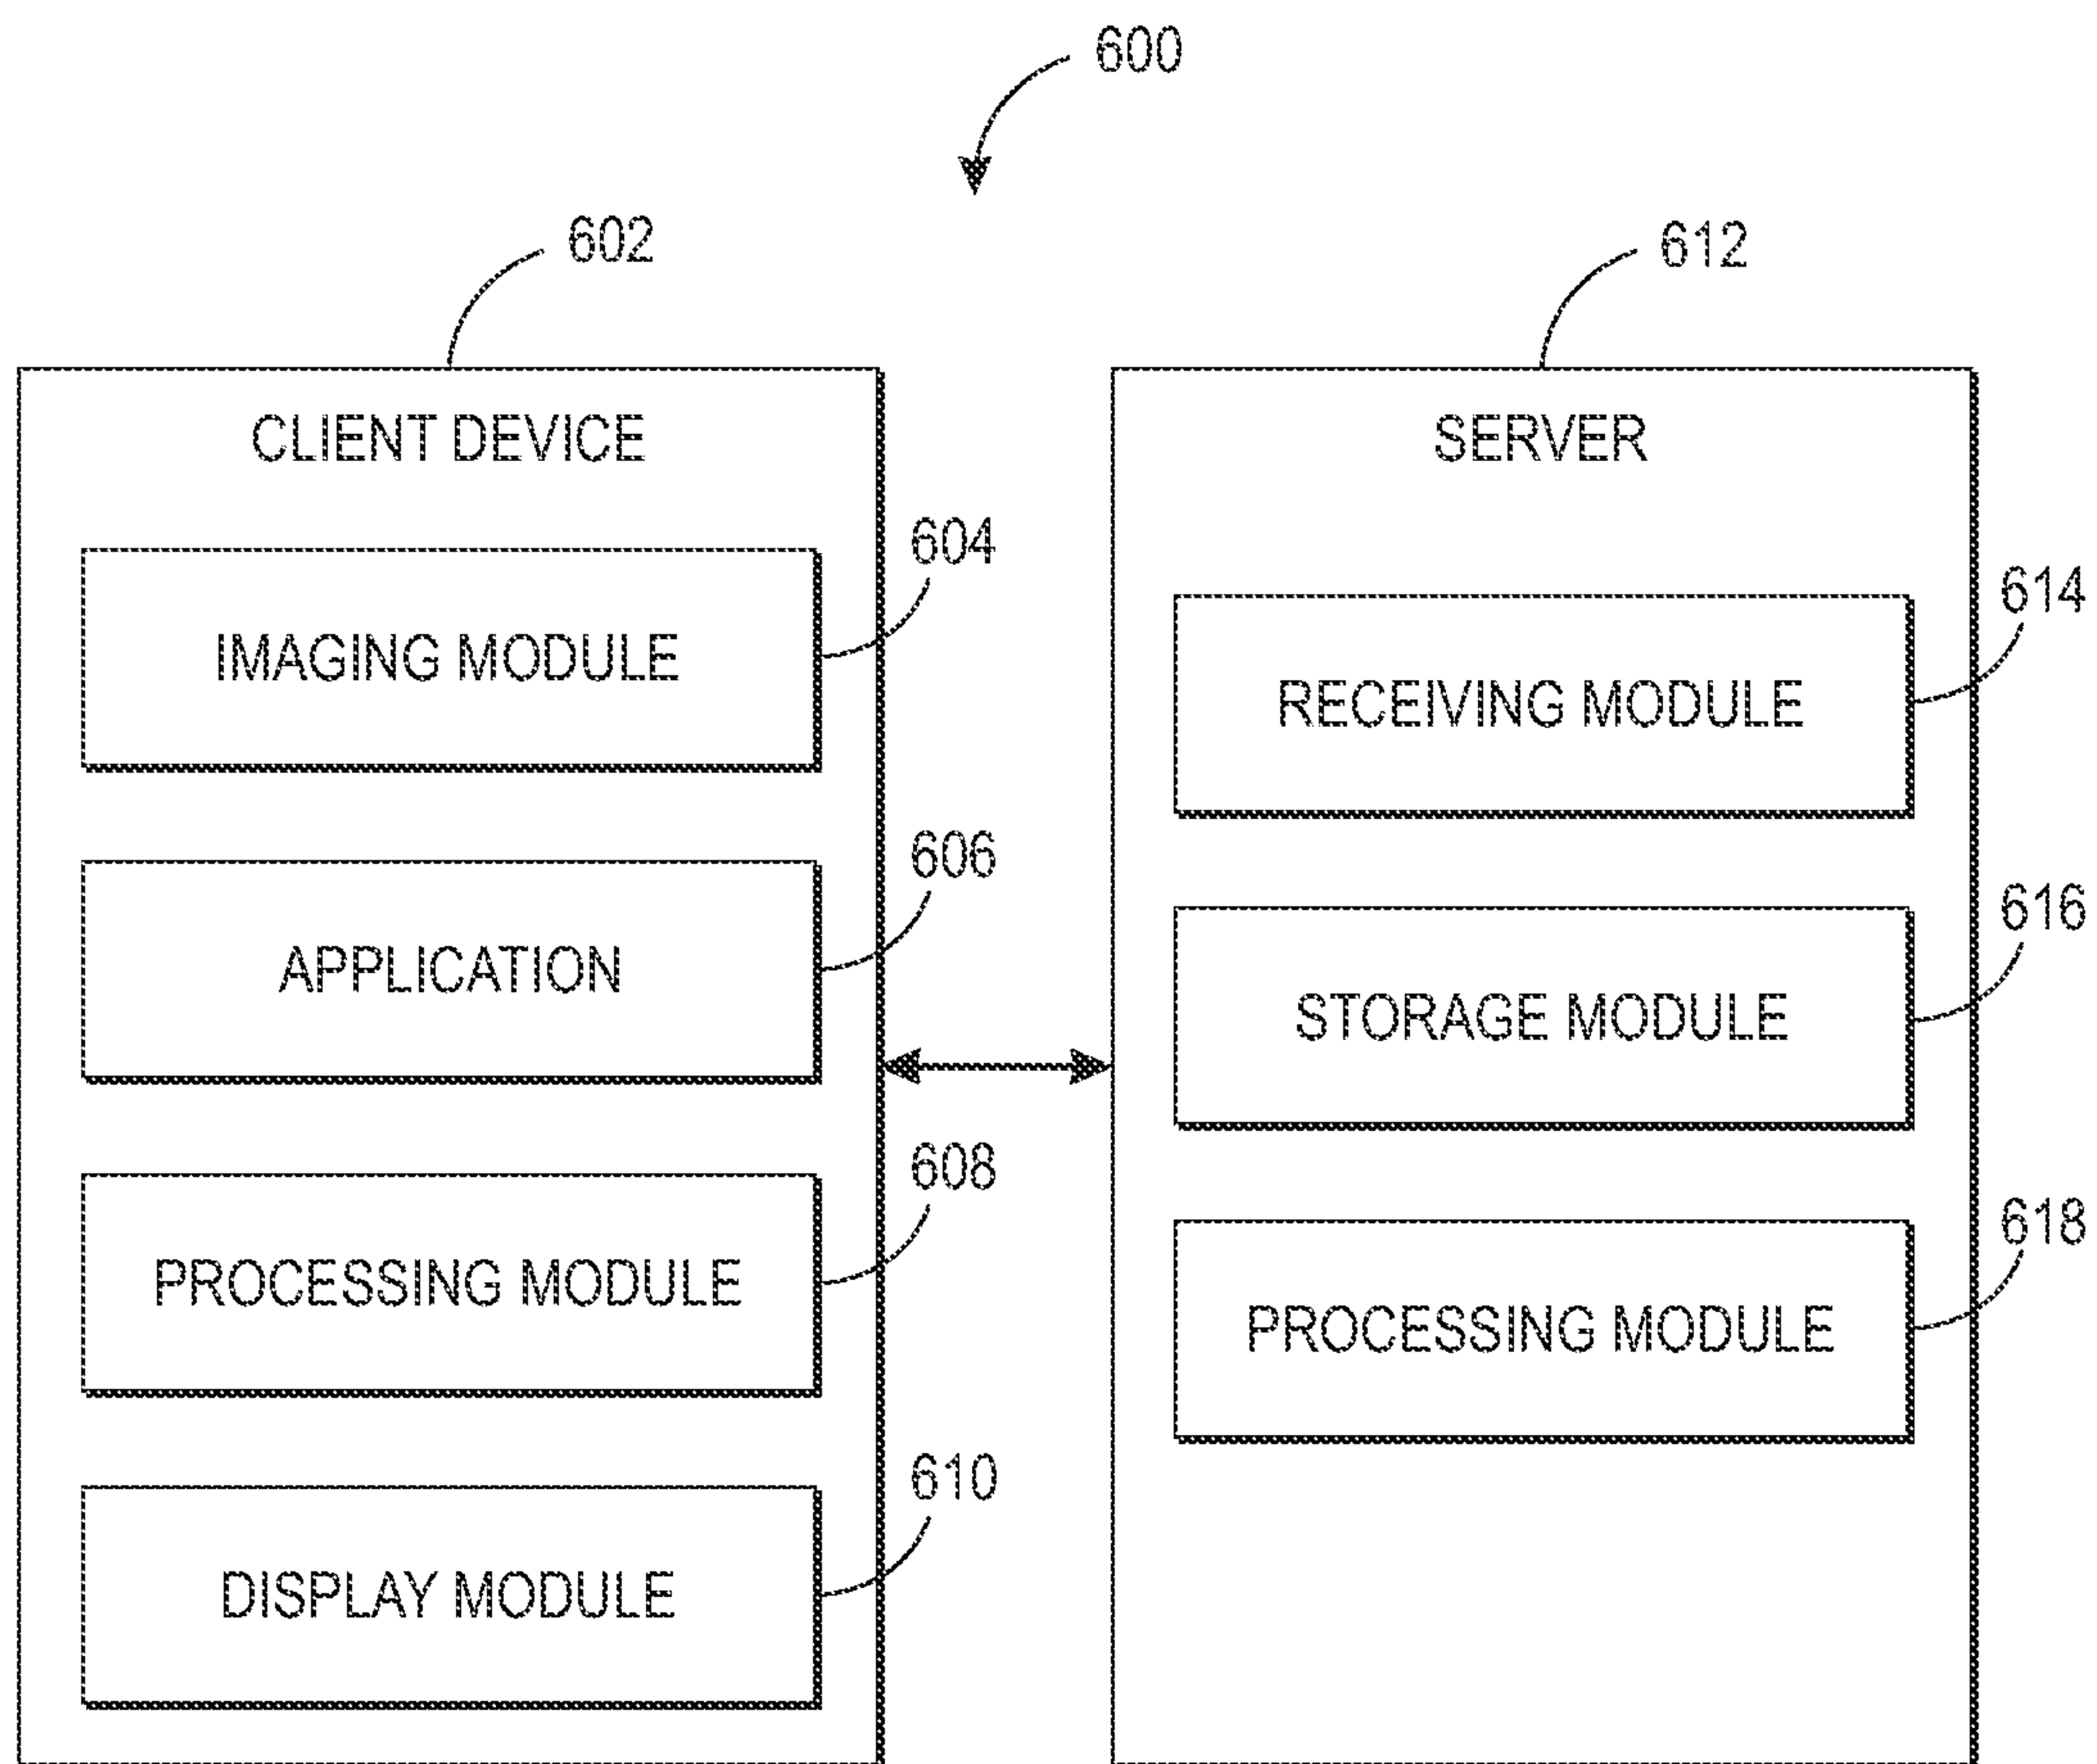 600
602
CLIENT DEVICE
604
IMAGING MODULE
606
APPLICATION
608
PROCESSING MODULE
610
DISPLAY MODULE
612
SERVER
614
RECEIVING MODULE
616
STORAGE MODULE
618
PROCESSING MODULE